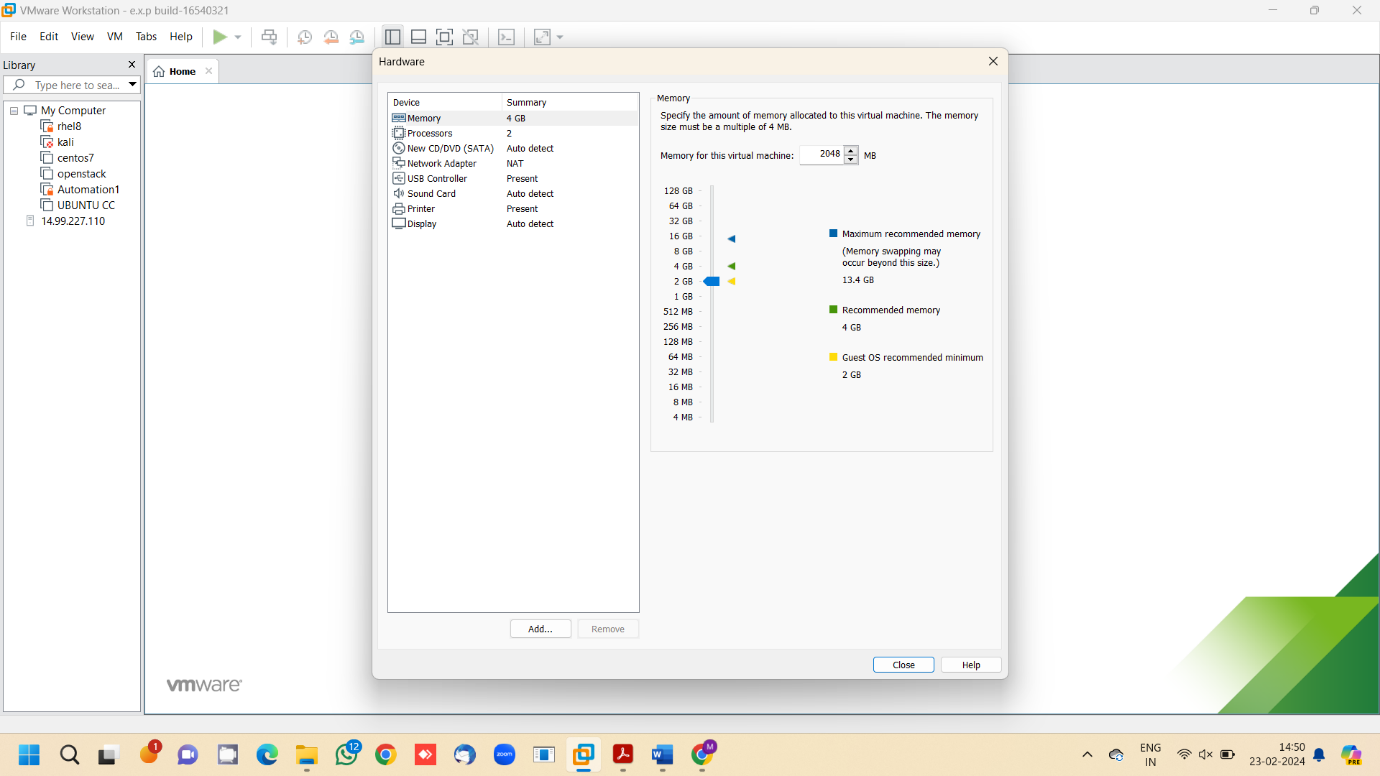 VMware Workstation - e.x.p build-16540321
File Edit View VM Tabs Help
Library
Type here to sea...
My Computer
rhel8
kali
centos7
openstack
Automation1
UBUNTU CC
14.99.227.110
Home
vmware
Hardware
Device Summary
Memory 4 GB
Processors 2
New CD/DVD (SATA) Auto detect
Network Adapter NAT
USB Controller Present
Sound Card Auto detect
Printer Present
Display Auto detect
Add... Remove
Memory
Specify the amount of memory allocated to this virtual machine. The memory
size must be a multiple of 4 MB.
Memory for this virtual machine: 2048 MB
128 GB
64 GB
32 GB
16 GB
8 GB
4 GB
2 GB
1 GB
512 MB
256 MB
128 MB
64 MB
32 MB
16 MB
8 MB
4 MB
Maximum recommended memory
(Memory swapping may
occur beyond this size.)
13.4 GB
Recommended memory
4 GB
Guest OS recommended minimum
2 GB
Close Help
1
12
zoom
W
M
ENG
IN
14:50
23-02-2024
PRE